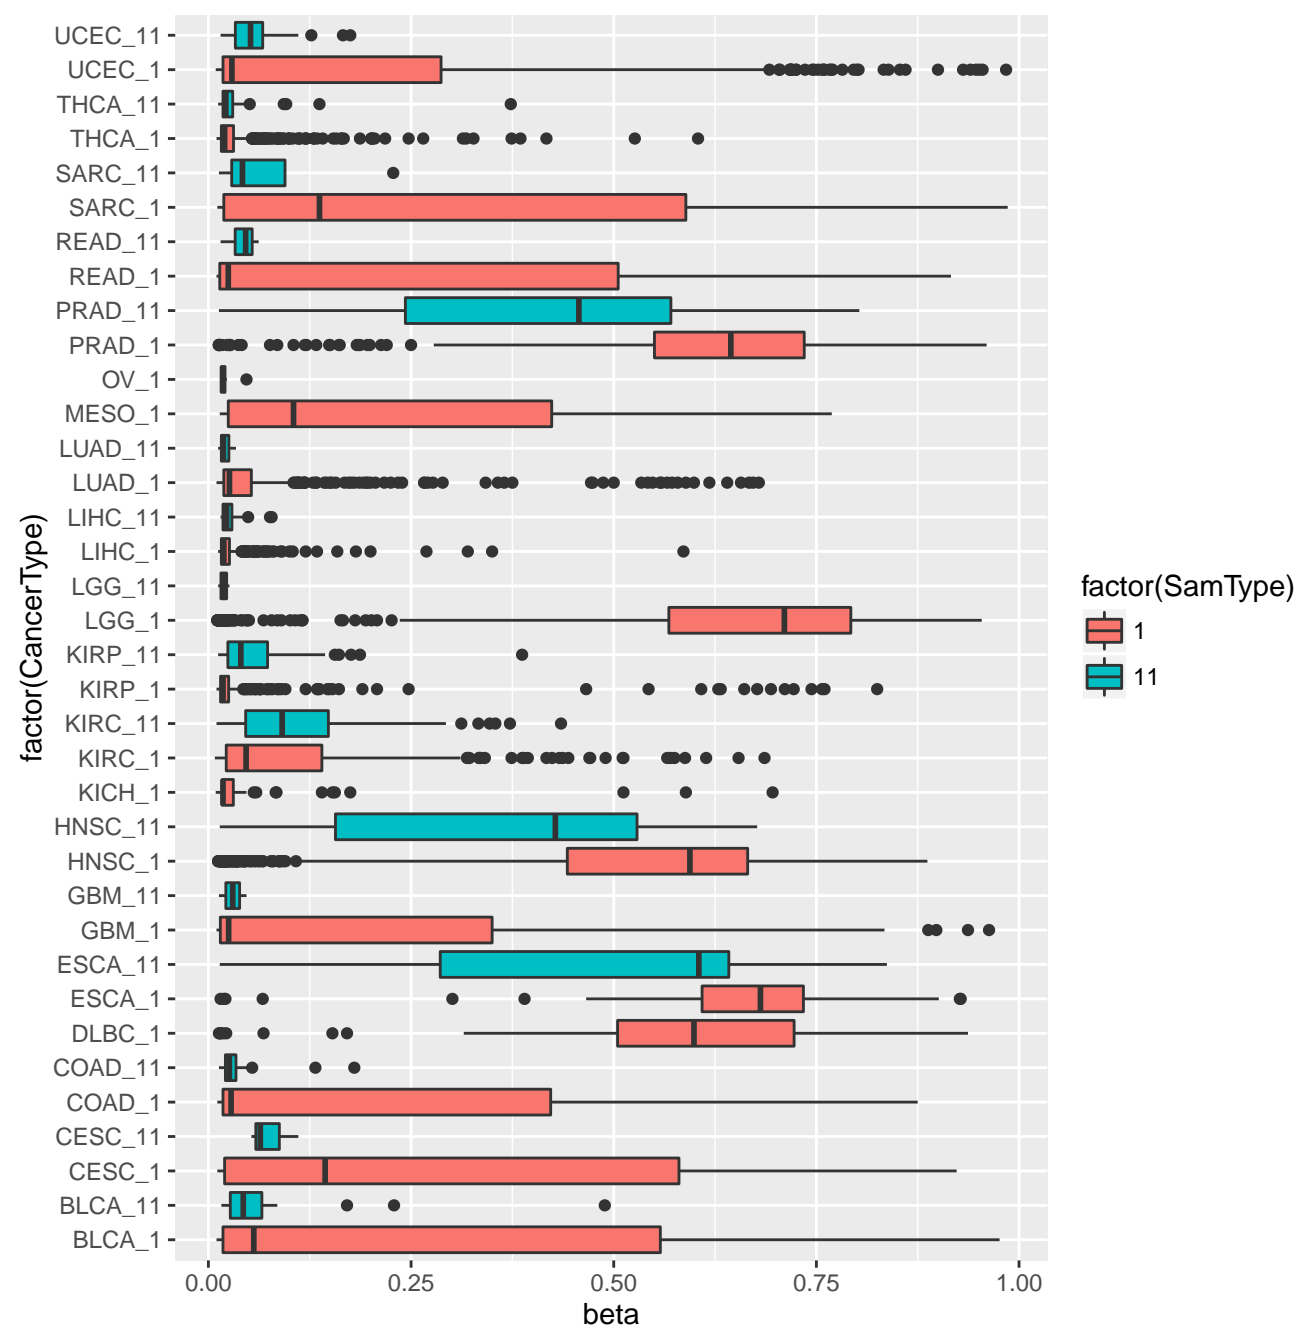 UCEC_11
UCEC_1
THCA_11
THCA_1
SARC_11
SARC_1
READ_11
READ_1
PRAD_11
PRAD_1
OV_1
MESO_1
LUAD_11
LUAD_1
LIHC_11
LIHC_1
LGG_11
LGG_1
KIRP_11
KIRP_1
KIRC_11
KIRC_1
KICH_1
HNSC_11
HNSC_1
GBM_11
GBM_1
ESCA_11
ESCA_1
DLBC_1
COAD_11
COAD_1
CESC_11
CESC_1
BLCA_11
BLCA_1
factor(CancerType)
0.00 0.25 0.50 0.75 1.00
beta
factor(SamType)
1
11